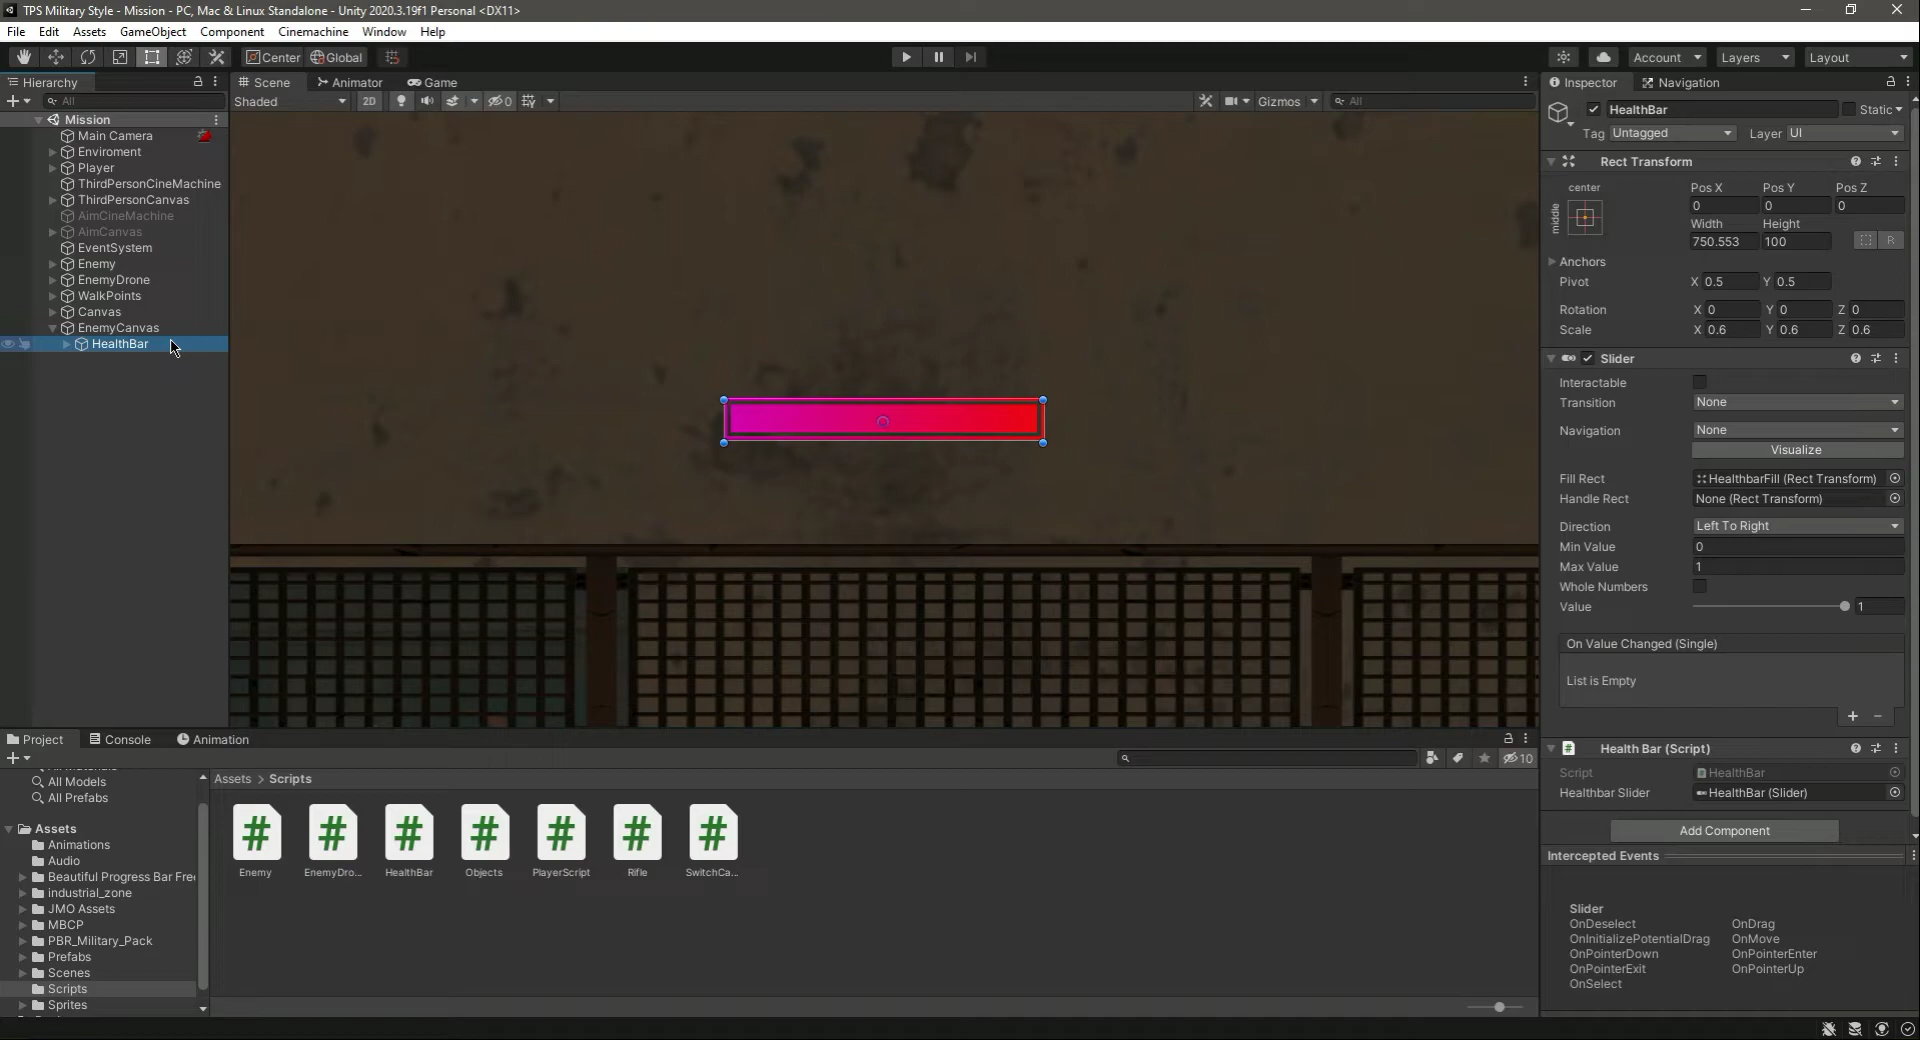 TPS Military Style - Mission - PC, Mac & Linux Standalone - Unity 2020.3.19f1 Personal <DX11>
File Edit Assets GameObject Component Cinemachine Window Help
Center Global
Account Layers Layout
Hierarchy
All
Mission
Main Camera
Enviroment
Player
ThirdPersonCineMachine
ThirdPersonCanvas
AimCineMachine
AimCanvas
EventSystem
Enemy
EnemyDrone
WalkPoints
Canvas
EnemyCanvas
HealthBar
Scene Animator Game
Shaded 2D 0 Gizmos All
Inspector Navigation
HealthBar Static
Tag Untagged Layer UI
Rect Transform
center
middle
Pos X Pos Y Pos Z
0 0 0
Width Height
750.553 100 R
Anchors
Pivot X 0.5 Y 0.5
Rotation X 0 Y 0 Z 0
Scale X 0.6 Y 0.6 Z 0.6
Slider
Interactable
Transition None
Navigation None
Visualize
Fill Rect HealthbarFill (Rect Transform)
Handle Rect None (Rect Transform)
Direction Left To Right
Min Value 0
Max Value 1
Whole Numbers
Value 1
On Value Changed (Single)
List is Empty
+ −
Health Bar (Script)
Script HealthBar
Healthbar Slider HealthBar (Slider)
Add Component
Intercepted Events
Slider
OnDeselect OnDrag
OnInitializePotentialDrag OnMove
OnPointerDown OnPointerEnter
OnPointerExit OnPointerUp
OnSelect
Project Console Animation
10
All Models
All Prefabs
Assets
Animations
Audio
Beautiful Progress Bar Free
industrial_zone
JMO Assets
MBCP
PBR_Military_Pack
Prefabs
Scenes
Scripts
Sprites
Assets > Scripts
Enemy EnemyDro... HealthBar Objects PlayerScript Rifle SwitchCa...